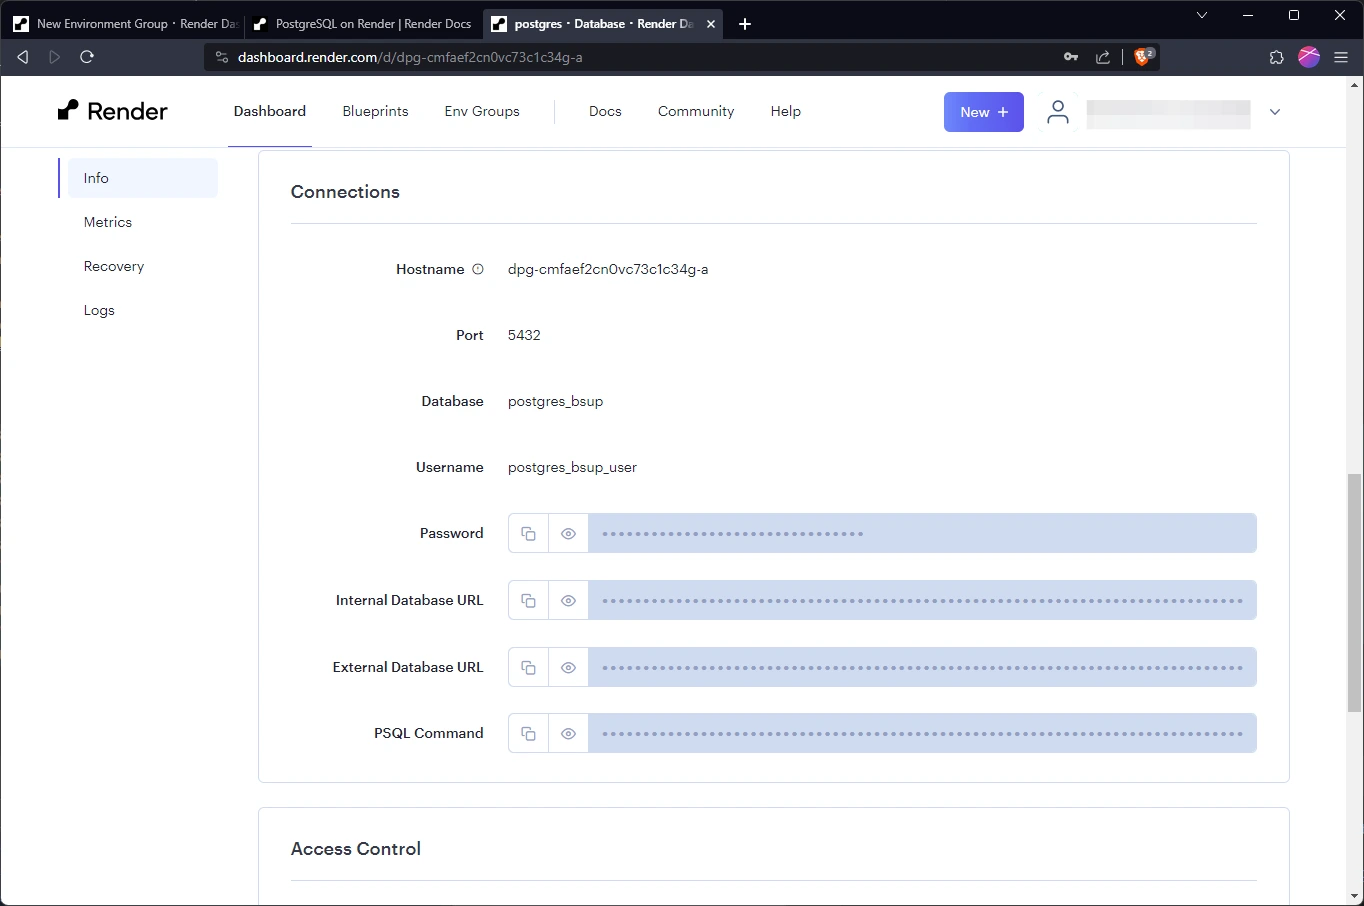 New Environment Group · Render Da
PostgreSQL on Render | Render Docs
postgres · Database · Render Da
dashboard.render.com/d/dpg-cmfaef2cn0vc73c1c34g-a
2
Render
Dashboard
Blueprints
Env Groups
Docs
Community
Help
New +
Info
Metrics
Recovery
Logs
Connections
Hostname dpg-cmfaef2cn0vc73c1c34g-a
Port 5432
Database postgres_bsup
Username postgres_bsup_user
Password
Internal Database URL
External Database URL
PSQL Command
Access Control